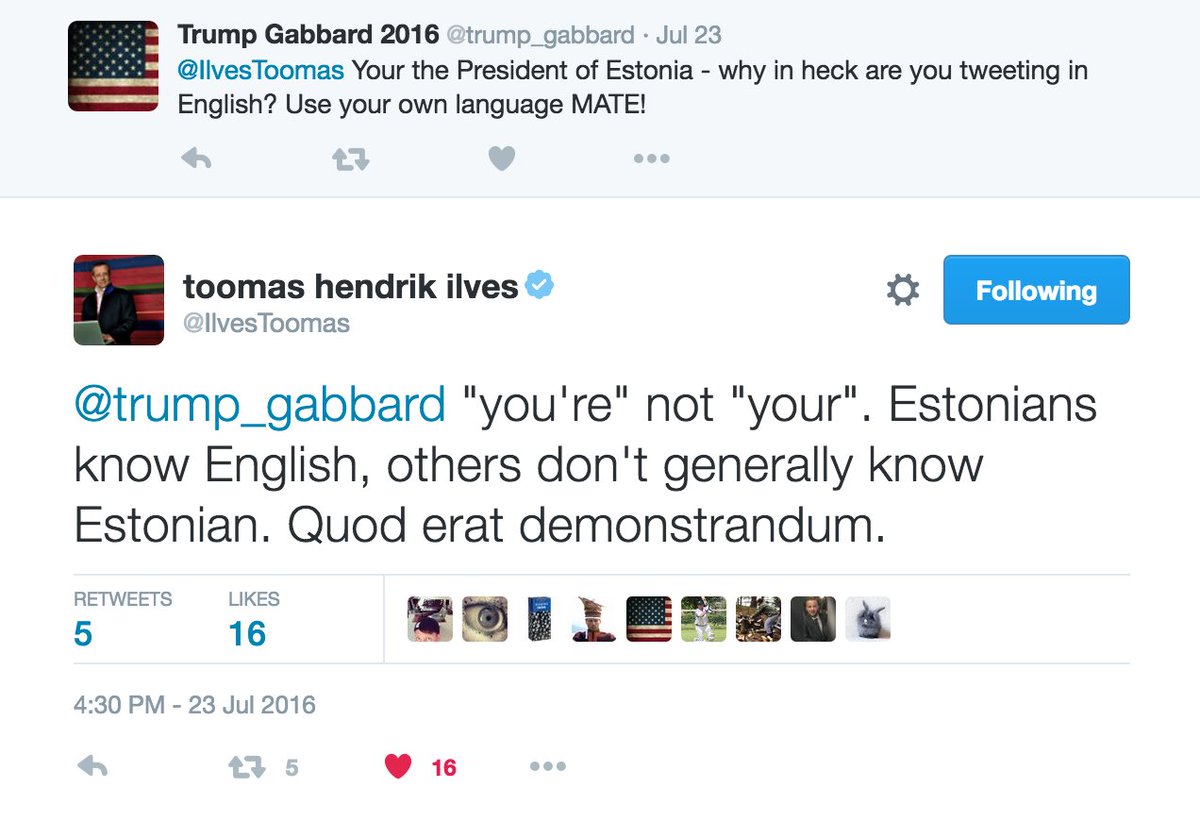 Trump Gabbard 2016 @trump_gabbard · Jul 23
@IlvesToomas Your the President of Estonia - why in heck are you tweeting in
English? Use your own language MATE!
toomas hendrik ilves
@IlvesToomas
Following
@trump_gabbard "you're" not "your". Estonians
know English, others don't generally know
Estonian. Quod erat demonstrandum.
RETWEETS LIKES
5 16
4:30 PM - 23 Jul 2016
5 16